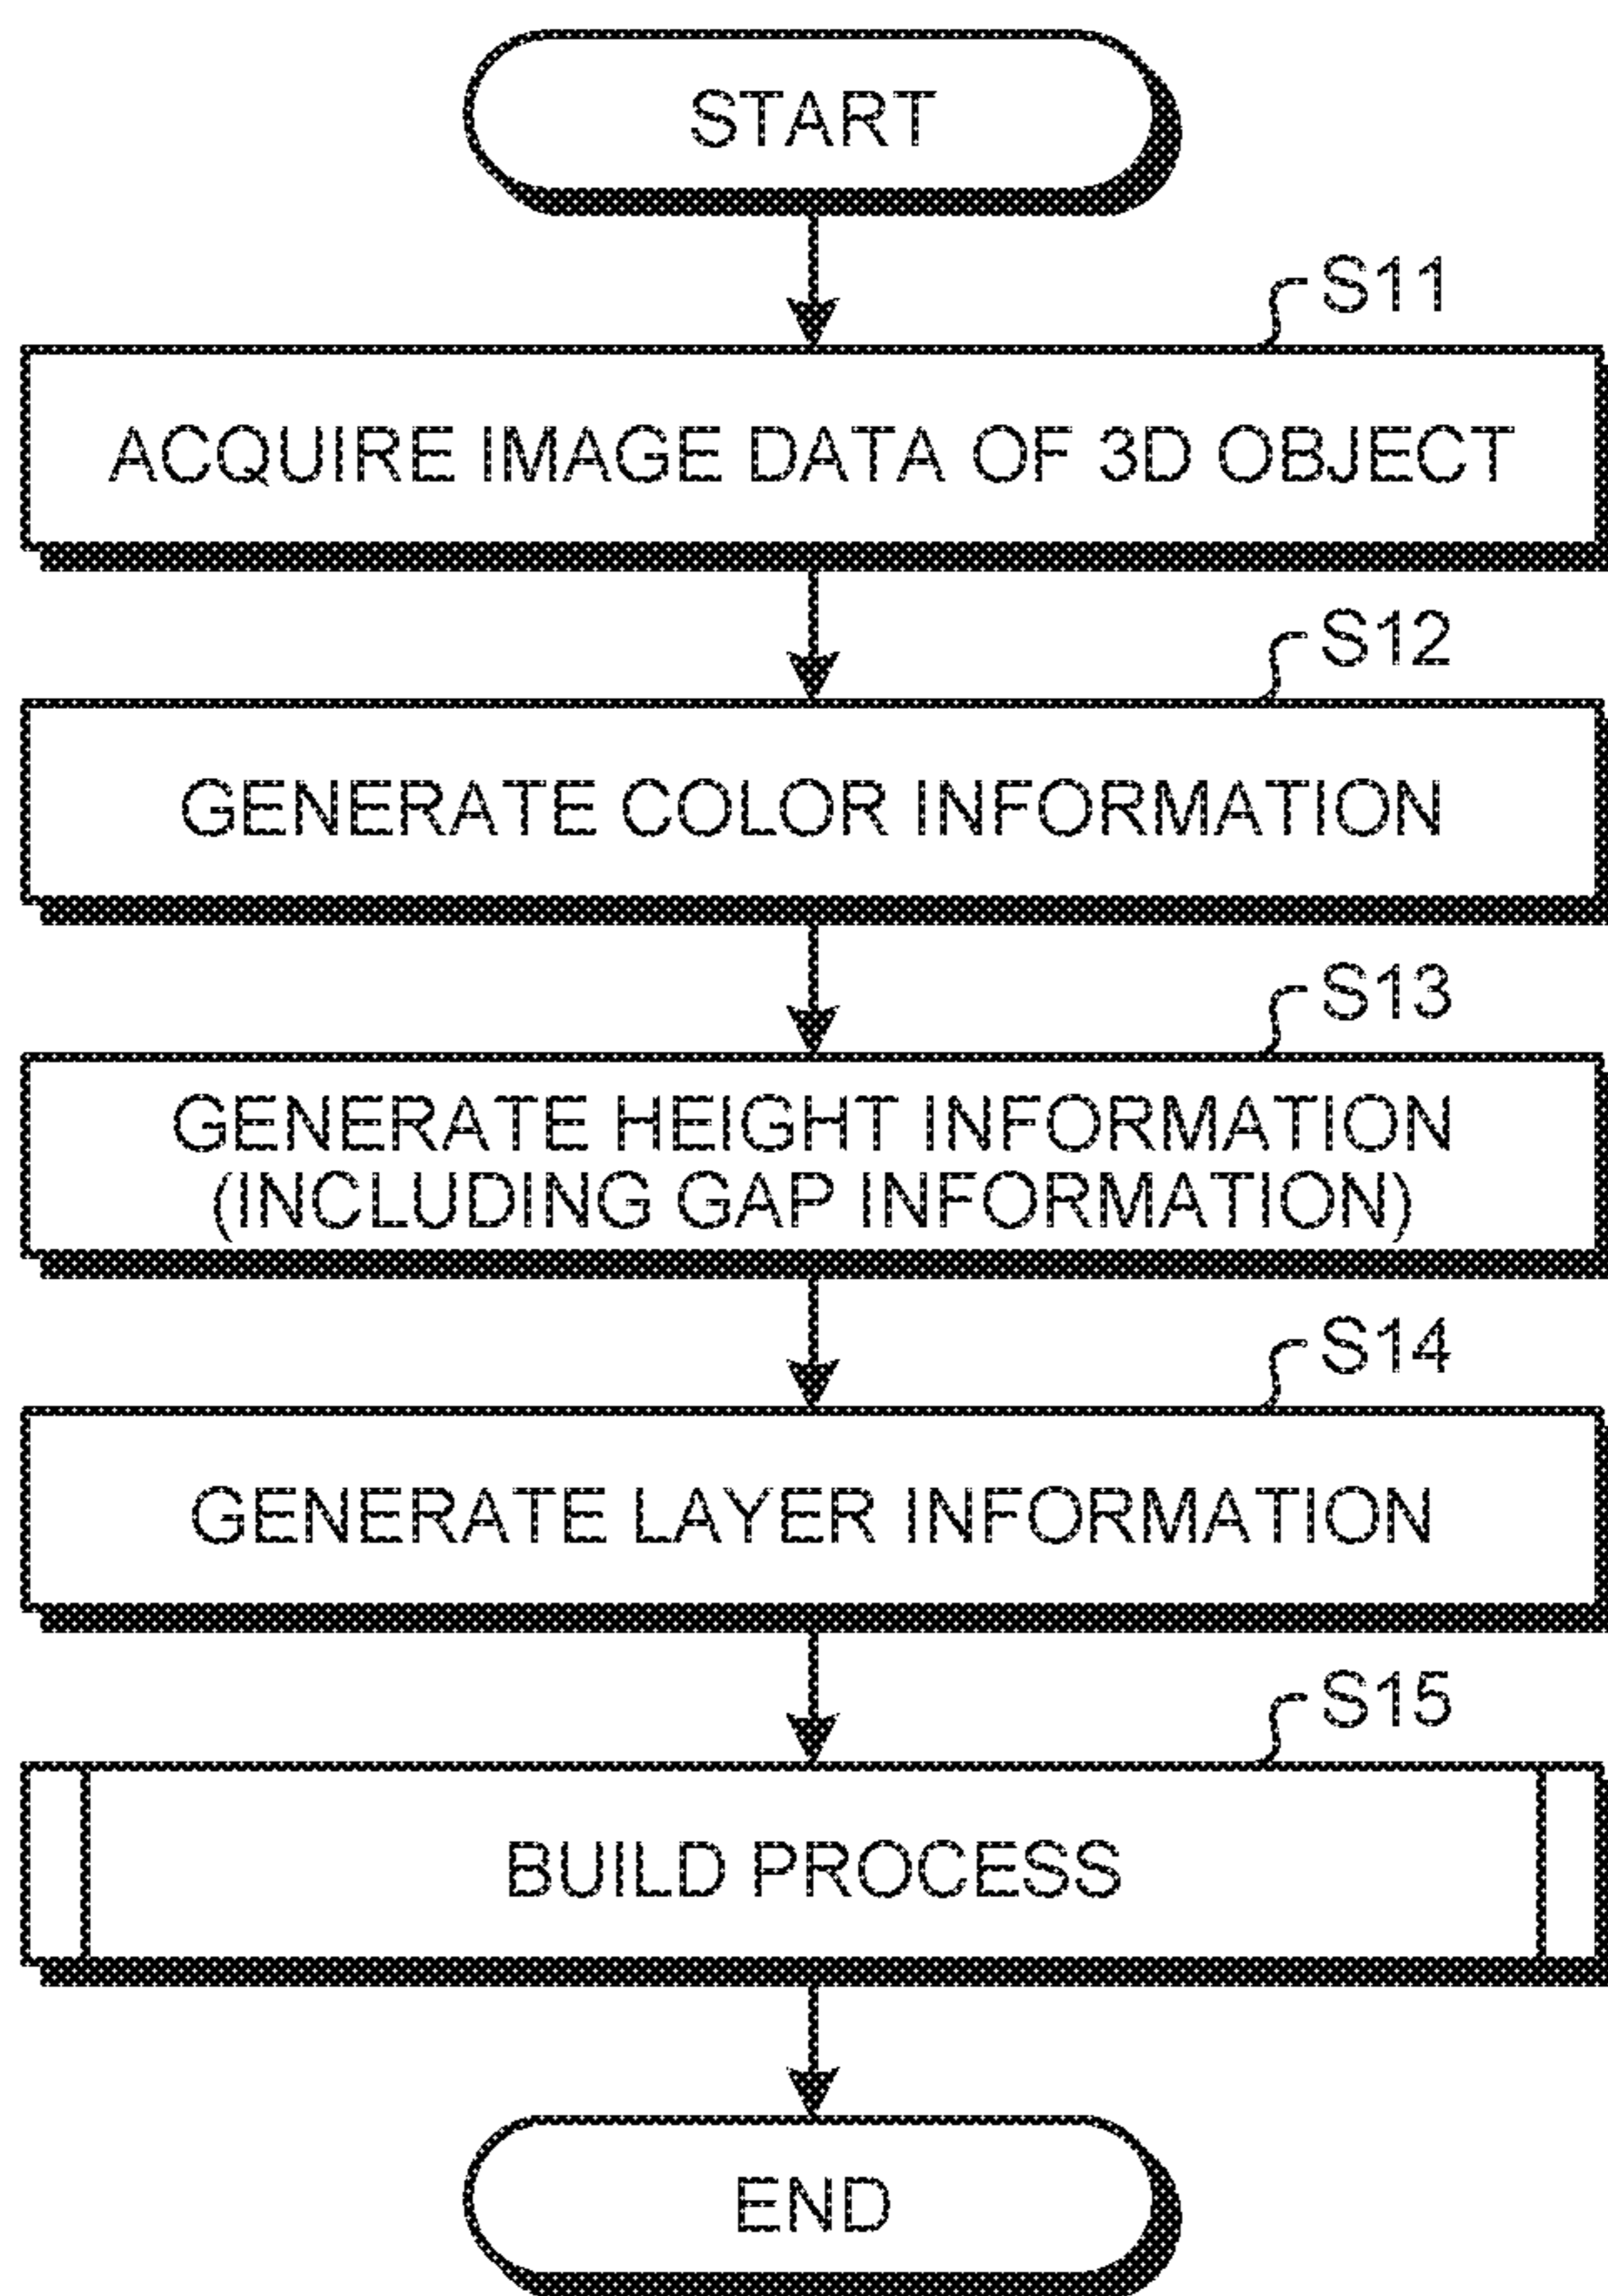 START
S11
ACQUIRE IMAGE DATA OF 3D OBJECT
S12
GENERATE COLOR INFORMATION
S13
GENERATE HEIGHT INFORMATION
(INCLUDING GAP INFORMATION)
S14
GENERATE LAYER INFORMATION
S15
BUILD PROCESS
END